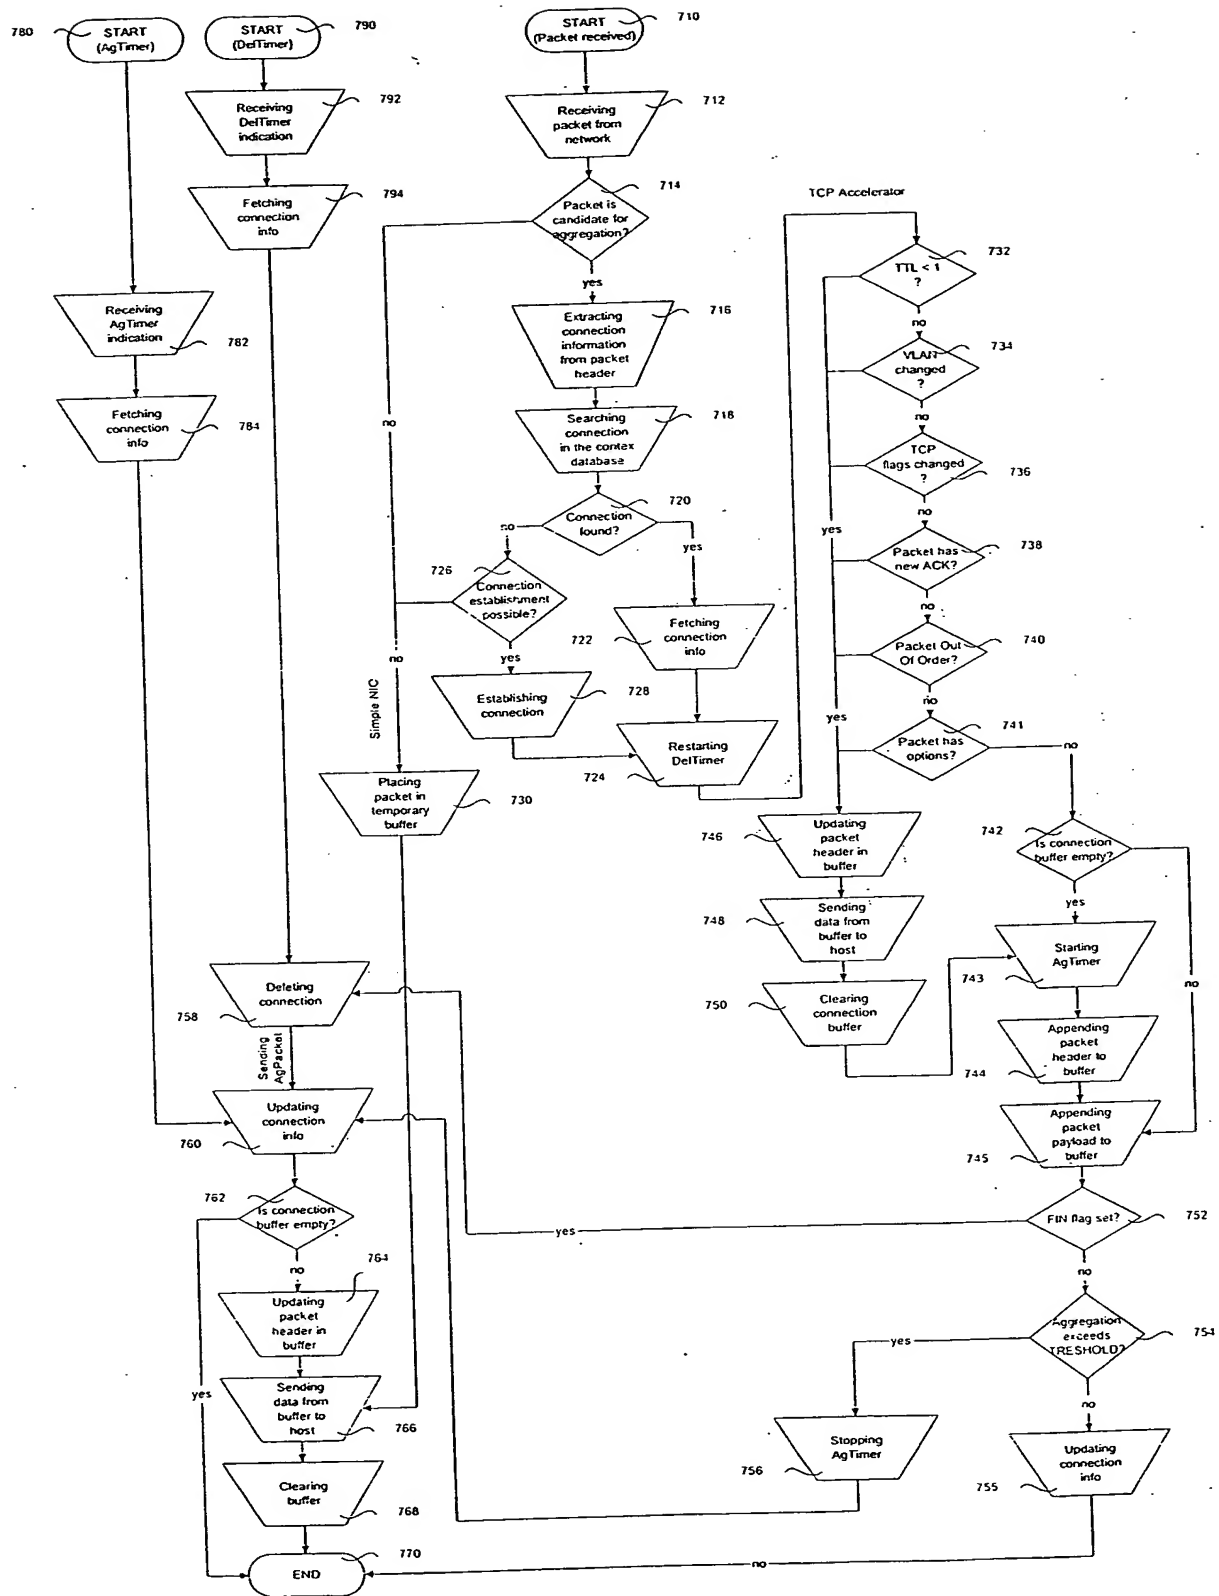 780
START
(AgTimer)
START
(DelTimer)
790
START
(Packet received)
710
Receiving
DelTimer
indication
792
Receiving
packet from
network
712
Fetching
connection
info
794
Packet is
candidate for
aggregation?
714
TCP Accelerator
TTL < 1
?
732
yes
no
Receiving
AgTimer
indication
782
Extracting
connection
information
from packet
header
716
VLAN
changed
?
734
no
Fetching
connection
info
784
no
Searching
connection
in the contex
database
718
TCP
flags changed
?
736
no
Connection
found?
720
no
yes
yes
Packet has
new ACK?
738
726
Connection
establishment
possible?
no
722
Fetching
connection
info
Packet Out
Of Order?
740
no
yes
no
Simple NIC
Establishing
connection
728
yes
Packet has
options?
741
no
Restarting
DelTimer
724
Placing
packet in
temporary
buffer
730
746
Updating
packet
header in
buffer
742
Is connection
buffer empty?
yes
748
Sending
data from
buffer to
host
Starting
AgTimer
743
no
Deleting
connection
758
750
Clearing
connection
buffer
Sending
AgPacket
Appending
packet
header to
buffer
744
Updating
connection
info
760
Appending
packet
payload to
buffer
745
762
Is connection
buffer empty?
yes
FIN flag set?
752
no
764
no
Updating
packet
header in
buffer
Aggregation
exceeds
TRESHOLD?
754
yes
yes
Sending
data from
buffer to
host
766
no
Stopping
AgTimer
756
Updating
connection
info
755
Clearing
buffer
768
END
770
no